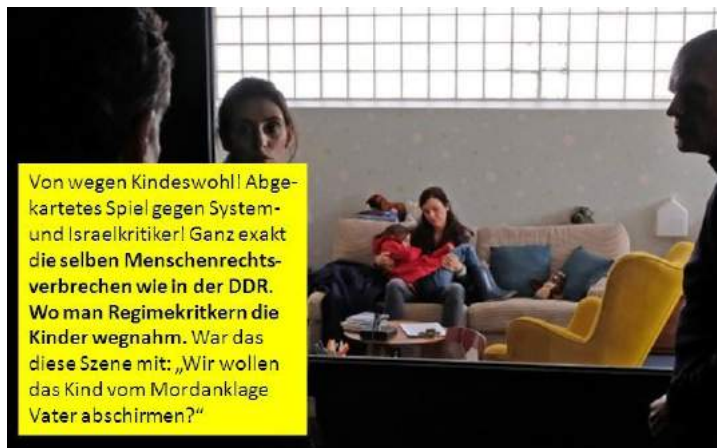 Von wegen Kindeswohl! Abge-
kartetes Spiel gegen System-
und Israelkritiker! Ganz exakt
die selben Menschenrechts-
verbrechen wie in der DDR.
Wo man Regimekritkern die
Kinder wegnahm. War das
diese Szene mit: „Wir wollen
das Kind vom Mordanklage
Vater abschirmen?“